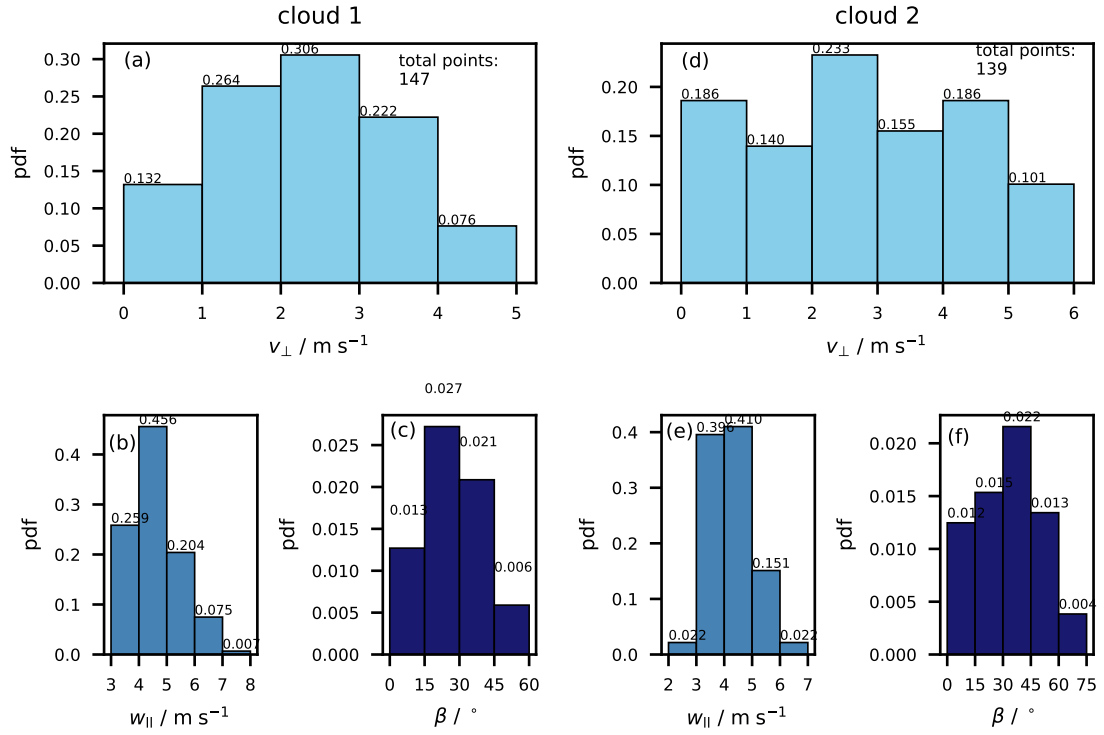 cloud 1
cloud 2
(a)
total points:
147
0.132
0.264
0.306
0.222
0.076
pdf
0.30
0.25
0.20
0.15
0.10
0.05
0.00
0 1 2 3 4 5
v⊥ / m s⁻¹
(d)
total points:
139
0.186
0.140
0.233
0.155
0.186
0.101
pdf
0.20
0.15
0.10
0.05
0.00
0 1 2 3 4 5 6
v⊥ / m s⁻¹
(b)
0.259
0.456
0.204
0.075
0.007
pdf
0.4
0.3
0.2
0.1
0.0
3 4 5 6 7 8
w|| / m s⁻¹
(c)
0.013
0.027
0.021
0.006
pdf
0.025
0.020
0.015
0.010
0.005
0.000
0 15 30 45 60
β / °
(e)
0.022
0.396
0.410
0.151
0.022
pdf
0.4
0.3
0.2
0.1
0.0
2 3 4 5 6 7
w|| / m s⁻¹
(f)
0.012
0.015
0.022
0.013
0.004
pdf
0.020
0.015
0.010
0.005
0.000
0 15 30 45 60 75
β / °